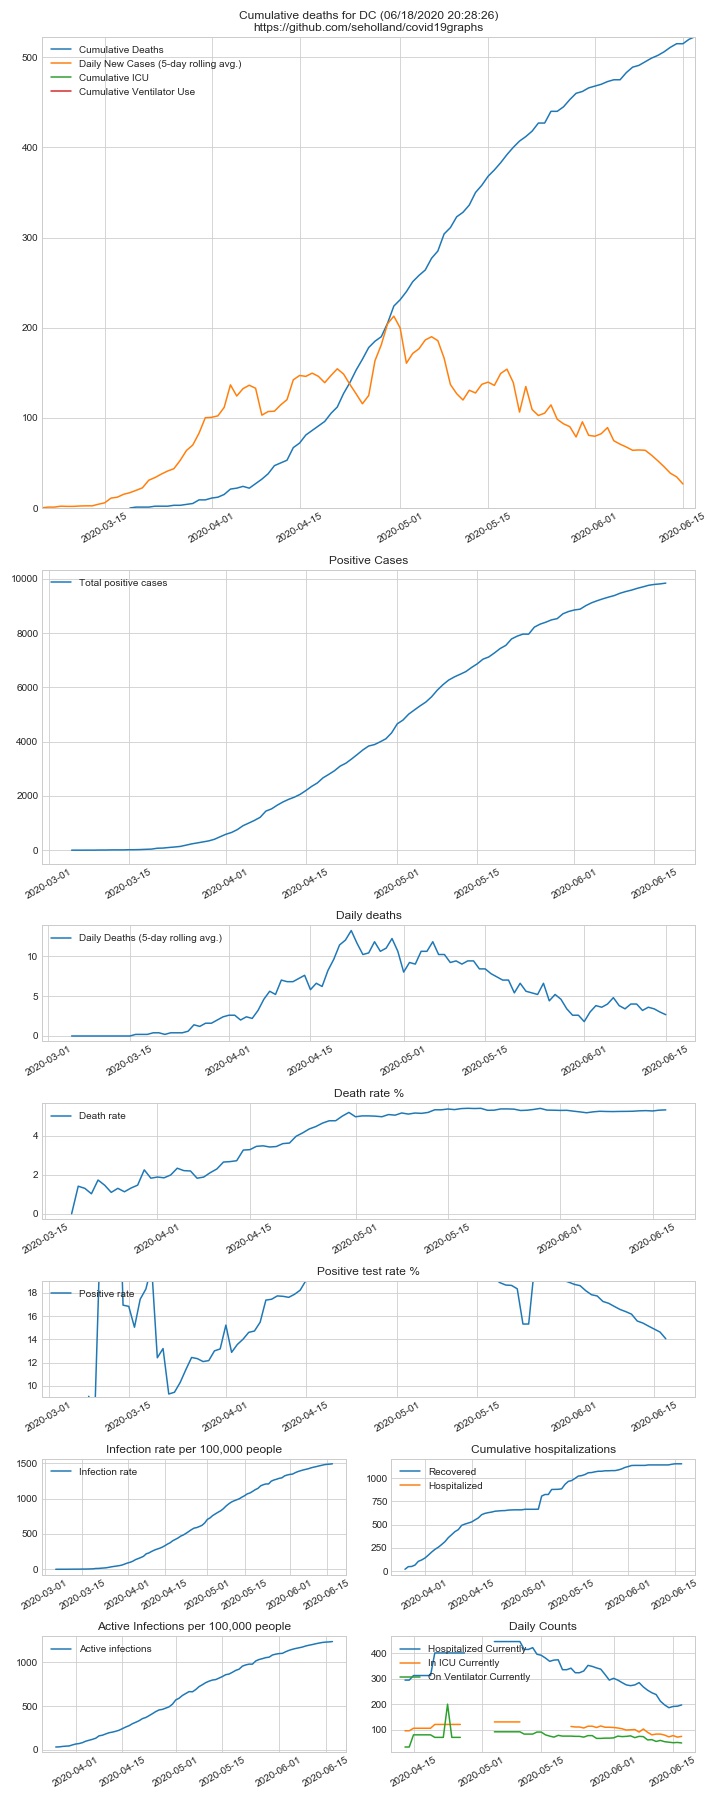 Cumulative deaths for DC (06/18/2020 20:28:26)
https://github.com/seholland/covid19graphs
Cumulative Deaths
Daily New Cases (5-day rolling avg.)
Cumulative ICU
Cumulative Ventilator Use
500
400
300
200
100
0
2020-03-15 2020-04-01 2020-04-15 2020-05-01 2020-05-15 2020-06-01 2020-06-15
Positive Cases
Total positive cases
10000
8000
6000
4000
2000
0
2020-03-01 2020-03-15 2020-04-01 2020-04-15 2020-05-01 2020-05-15 2020-06-01 2020-06-15
Daily deaths
Daily Deaths (5-day rolling avg.)
10
5
0
2020-03-01 2020-03-15 2020-04-01 2020-04-15 2020-05-01 2020-05-15 2020-06-01 2020-06-15
Death rate %
Death rate
4
2
0
2020-03-15 2020-04-01 2020-04-15 2020-05-01 2020-05-15 2020-06-01 2020-06-15
Positive test rate %
Positive rate
18
16
14
12
10
2020-03-01 2020-03-15 2020-04-01 2020-04-15 2020-05-01 2020-05-15 2020-06-01 2020-06-15
Infection rate per 100,000 people
Infection rate
1500
1000
500
0
2020-03-01 2020-03-15 2020-04-01 2020-04-15 2020-05-01 2020-05-15 2020-06-01 2020-06-15
Cumulative hospitalizations
Recovered
Hospitalized
1000
750
500
250
0
2020-04-01 2020-04-15 2020-05-01 2020-05-15 2020-06-01 2020-06-15
Active Infections per 100,000 people
Active infections
1000
500
0
2020-04-01 2020-04-15 2020-05-01 2020-05-15 2020-06-01 2020-06-15
Daily Counts
Hospitalized Currently
In ICU Currently
On Ventilator Currently
400
300
200
100
2020-04-15 2020-05-01 2020-05-15 2020-06-01 2020-06-15